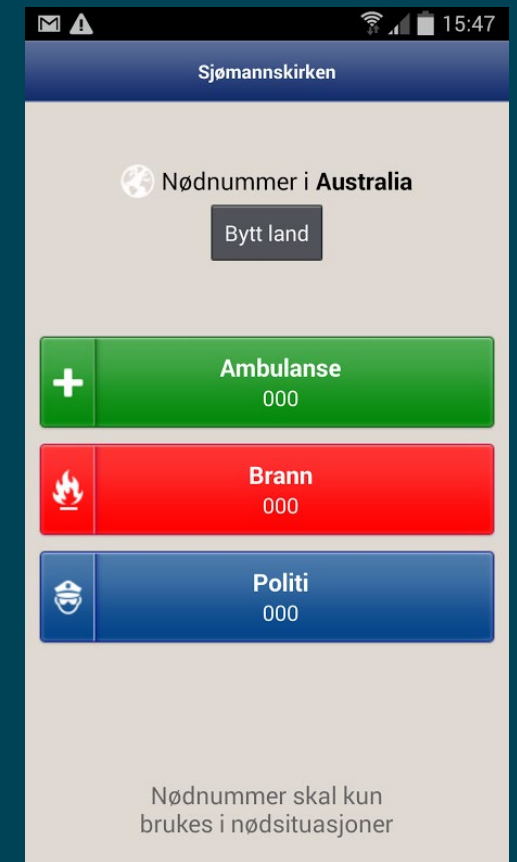 15:47
Sjømannskirken
Nødnummer i Australia
Bytt land
Ambulanse
000
Brann
000
Politi
000
Nødnummer skal kun
brukes i nødsituasjoner